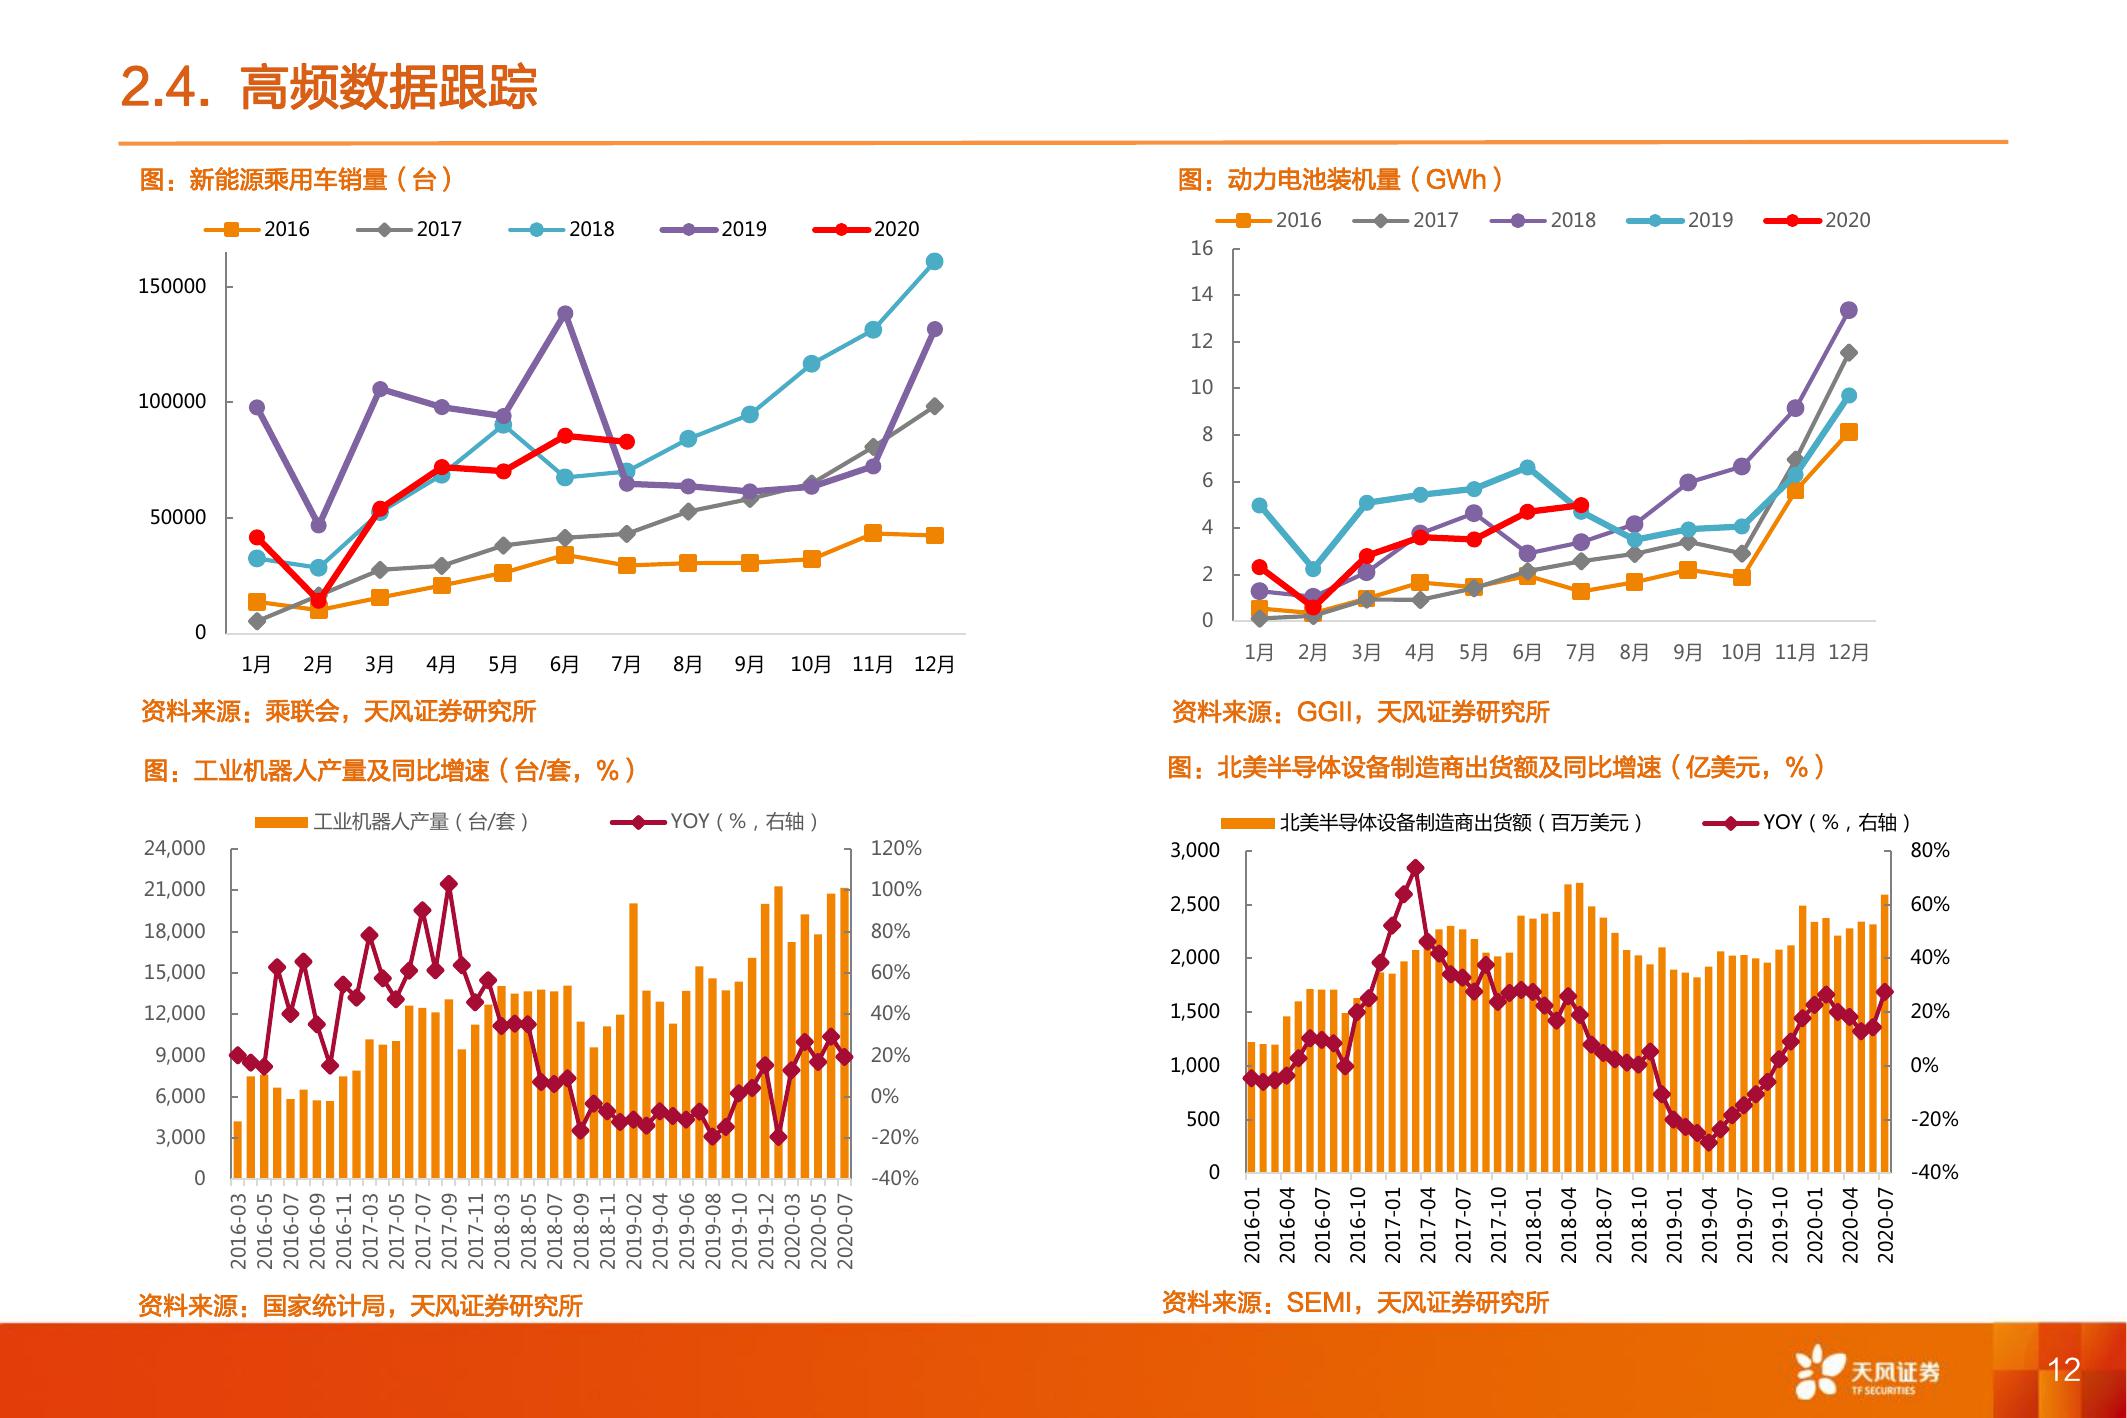 2.4. 高频数据跟踪
图：新能源乘用车销量（台）
2016 2017 2018 2019 2020
150000
100000
50000
0
1月 2月 3月 4月 5月 6月 7月 8月 9月 10月 11月 12月
资料来源：乘联会，天风证券研究所
图：动力电池装机量（GWh）
2016 2017 2018 2019 2020
16
14
12
10
8
6
4
2
0
1月 2月 3月 4月 5月 6月 7月 8月 9月 10月 11月 12月
资料来源：GGII，天风证券研究所
图：工业机器人产量及同比增速（台/套，%）
工业机器人产量（台/套） YOY（%，右轴）
24,000 120%
21,000 100%
18,000 80%
15,000 60%
12,000 40%
9,000 20%
6,000 0%
3,000 -20%
0 -40%
2016-03 2016-05 2016-07 2016-09 2016-11 2017-03 2017-05 2017-07 2017-09 2017-11 2018-03 2018-05 2018-07 2018-09 2018-11 2019-02 2019-04 2019-06 2019-08 2019-10 2019-12 2020-03 2020-05 2020-07
资料来源：国家统计局，天风证券研究所
图：北美半导体设备制造商出货额及同比增速（亿美元，%）
北美半导体设备制造商出货额（百万美元） YOY（%，右轴）
3,000 80%
2,500 60%
2,000 40%
1,500 20%
1,000 0%
500 -20%
0 -40%
2016-01 2016-04 2016-07 2016-10 2017-01 2017-04 2017-07 2017-10 2018-01 2018-04 2018-07 2018-10 2019-01 2019-04 2019-07 2019-10 2020-01 2020-04 2020-07
资料来源：SEMI，天风证券研究所
天风证券
TF SECURITIES
12